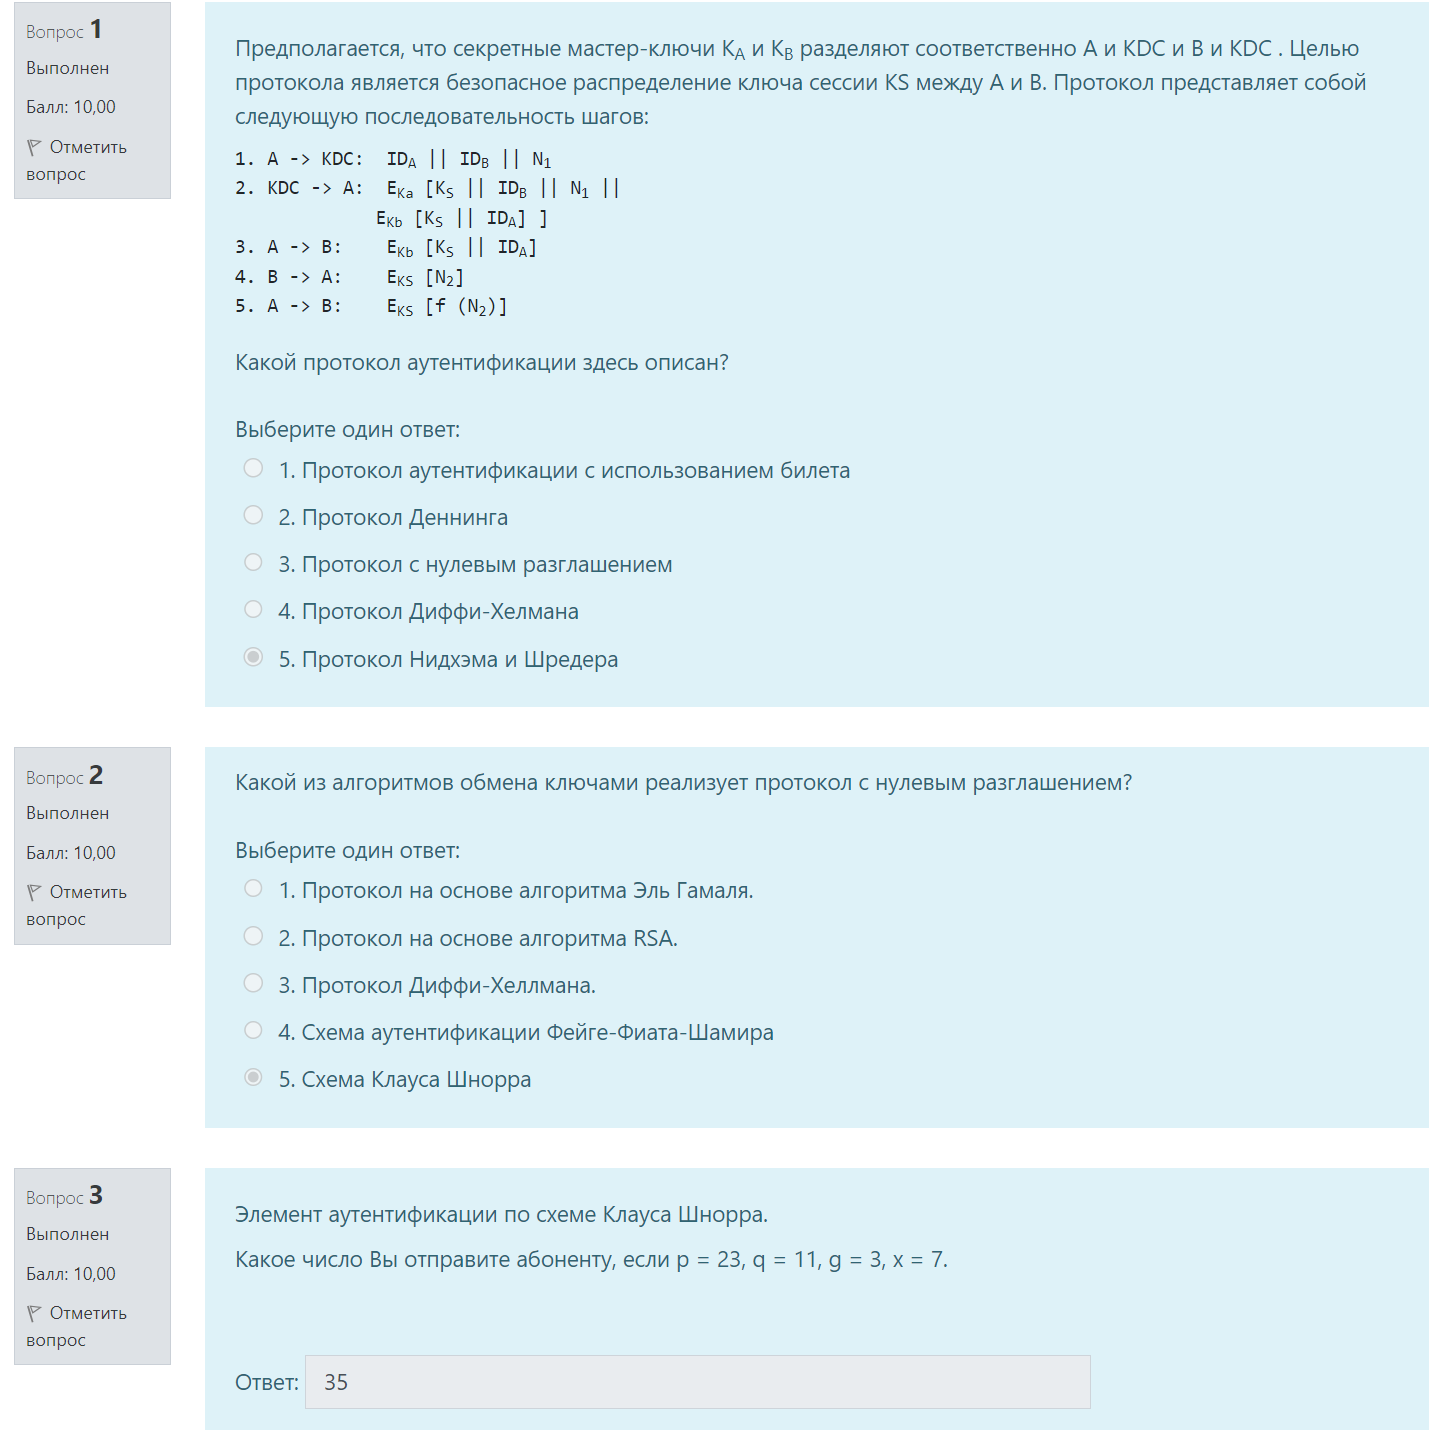 Вопрос 1
Выполнен
Балл: 10,00
Отметить
вопрос
Предполагается, что секретные мастер-ключи KA и KB разделяют соответственно А и KDC и В и KDC . Целью
протокола является безопасное распределение ключа сессии KS между А и В. Протокол представляет собой
следующую последовательность шагов:
1. A -> KDC: IDA || IDB || N1
2. KDC -> A: EKa [KS || IDB || N1 ||
EKb [KS || IDA] ]
3. A -> B: EKb [KS || IDA]
4. B -> A: EKS [N2]
5. A -> B: EKS [f (N2)]
Какой протокол аутентификации здесь описан?
Выберите один ответ:
1. Протокол аутентификации с использованием билета
2. Протокол Деннинга
3. Протокол с нулевым разглашением
4. Протокол Диффи-Хелмана
5. Протокол Нидхэма и Шредера
Вопрос 2
Выполнен
Балл: 10,00
Отметить
вопрос
Какой из алгоритмов обмена ключами реализует протокол с нулевым разглашением?
Выберите один ответ:
1. Протокол на основе алгоритма Эль Гамаля.
2. Протокол на основе алгоритма RSA.
3. Протокол Диффи-Хеллмана.
4. Схема аутентификации Фейге-Фиата-Шамира
5. Схема Клауса Шнорра
Вопрос 3
Выполнен
Балл: 10,00
Отметить
вопрос
Элемент аутентификации по схеме Клауса Шнорра.
Какое число Вы отправите абоненту, если p = 23, q = 11, g = 3, x = 7.
Ответ: 35